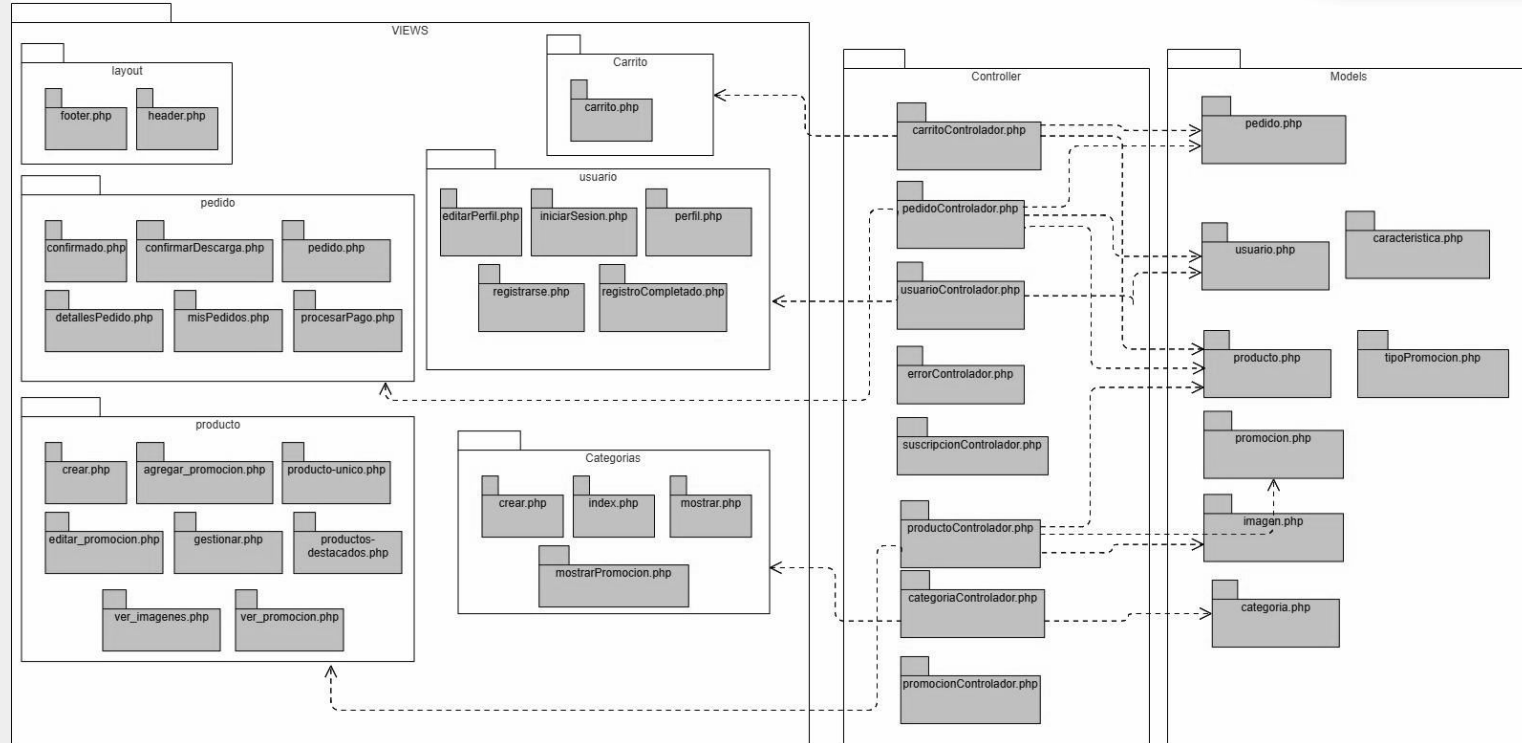 VIEWS
layout
footer.php
header.php
Carrito
carrito.php
pedido
confirmado.php
confirmarDescarga.php
pedido.php
detallesPedido.php
misPedidos.php
procesarPago.php
usuario
editarPerfil.php
iniciarSesion.php
perfil.php
registrarse.php
registroCompletado.php
producto
crear.php
agregar_promocion.php
producto-unico.php
editar_promocion.php
gestionar.php
productos-
destacados.php
ver_imagenes.php
ver_promocion.php
Categorias
crear.php
index.php
mostrar.php
mostrarPromocion.php
Controller
carritoControlador.php
pedidoControlador.php
usuarioControlador.php
errorControlador.php
suscripcionControlador.php
productoControlador.php
categoriaControlador.php
promocionControlador.php
Models
pedido.php
usuario.php
caracteristica.php
producto.php
tipoPromocion.php
promocion.php
imagen.php
categoria.php